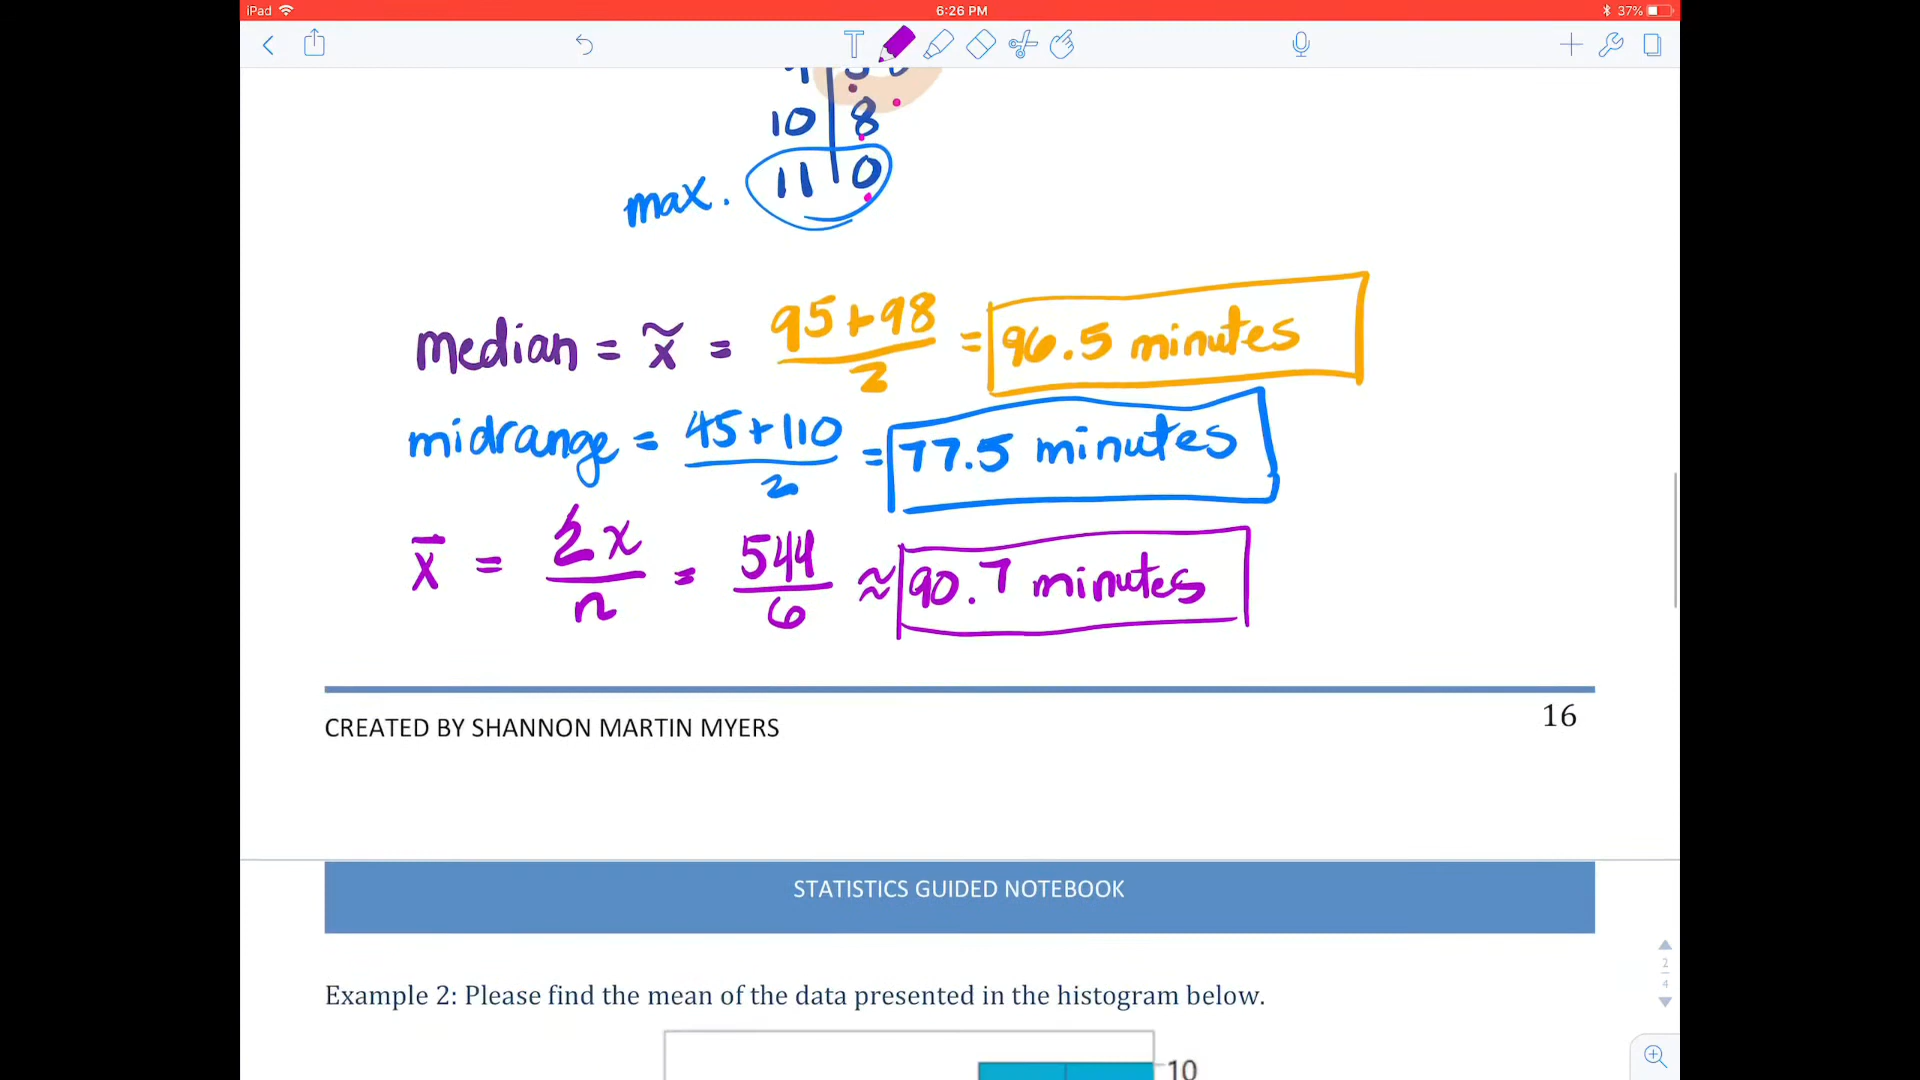 iPad 6:26 PM 37%
T
10 | 8
max. 11 | 0
median = x̃ = 95+98 / 2 = 96.5 minutes
midrange = 45+110 / 2 = 77.5 minutes
x̄ = Σx / n = 544 / 6 ≈ 90.7 minutes
CREATED BY SHANNON MARTIN MYERS 16
STATISTICS GUIDED NOTEBOOK
2
4
Example 2: Please find the mean of the data presented in the histogram below.
10